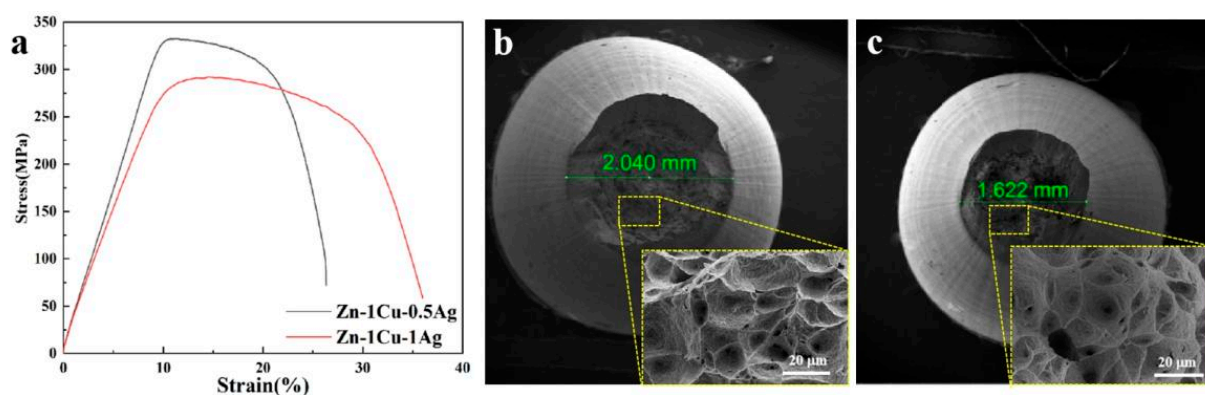 a
350
300
250
200
150
100
50
0
Stress(MPa)
Zn-1Cu-0.5Ag
Zn-1Cu-1Ag
0 10 20 30 40
Strain(%)
b
2.040 mm
20 μm
c
1.622 mm
20 μm